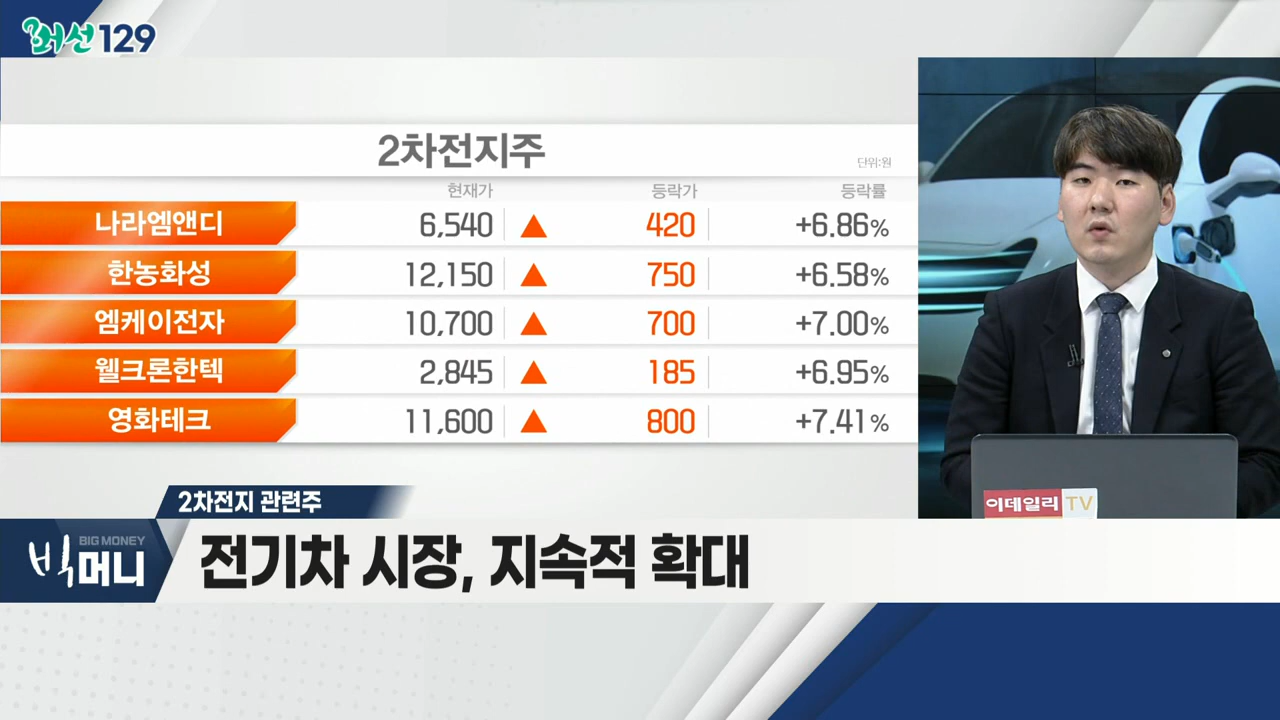 머선129
2차전지주
단위:원
현재가 등락가 등락률
나라엠앤디 6,540 ▲ 420 +6.86%
한농화성 12,150 ▲ 750 +6.58%
엠케이전자 10,700 ▲ 700 +7.00%
웰크론한텍 2,845 ▲ 185 +6.95%
영화테크 11,600 ▲ 800 +7.41%
이데일리 TV
2차전지 관련주
BIG MONEY
빅머니
전기차 시장, 지속적 확대